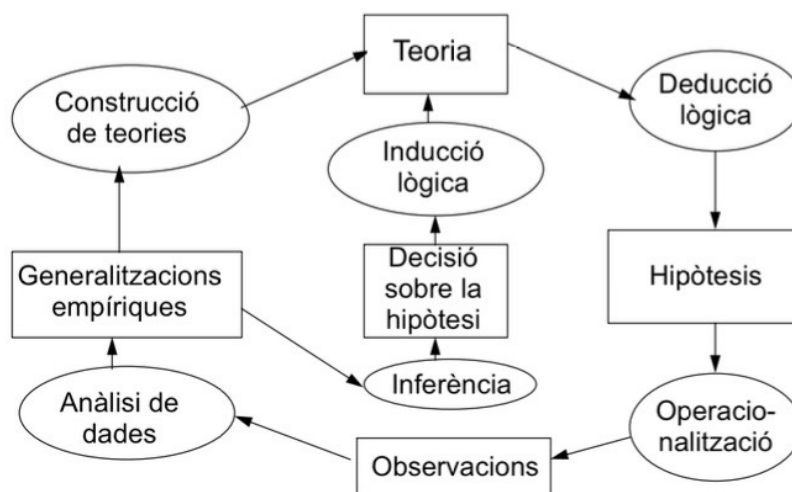 Teoria
Construcció
de teories
Deducció
lògica
Inducció
lògica
Generalitzacions
empíriques
Decisió
sobre la
hipòtesi
Hipòtesis
Anàlisi de
dades
Inferència
Operacio-
nalització
Observacions